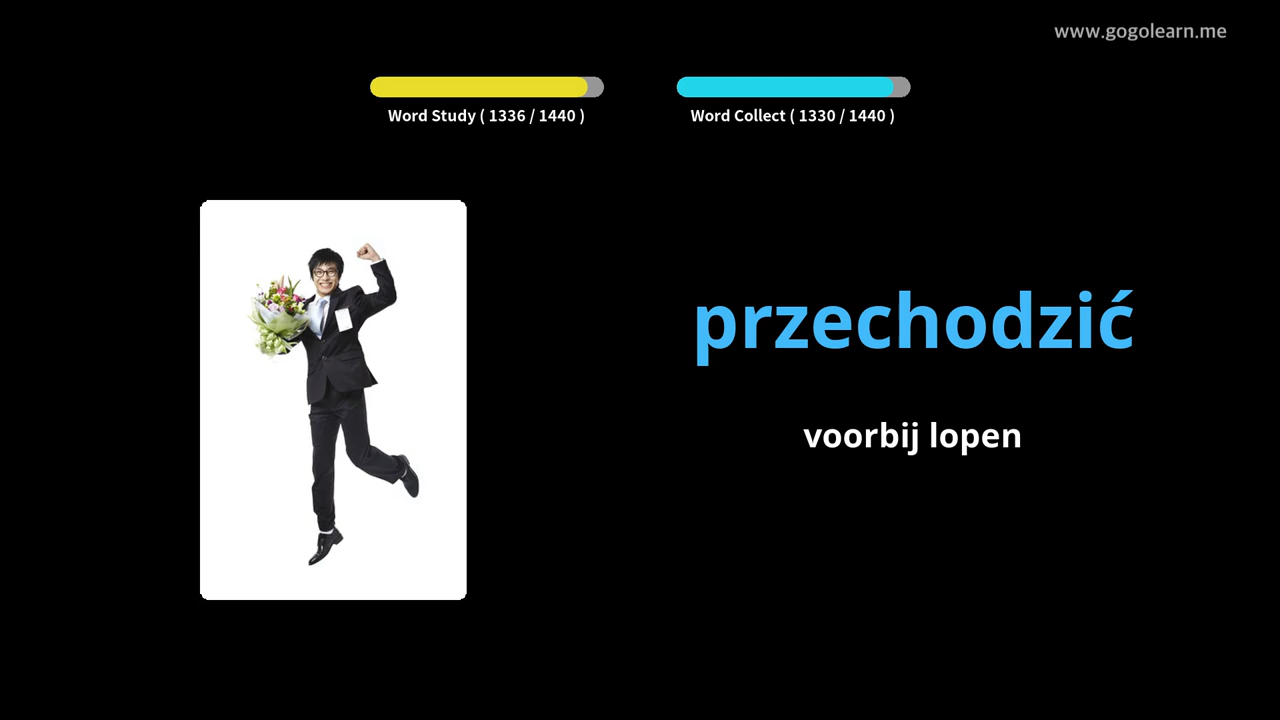 www.gogolearn.me
Word Study ( 1336 / 1440 )
Word Collect ( 1330 / 1440 )
przechodzić
voorbij lopen